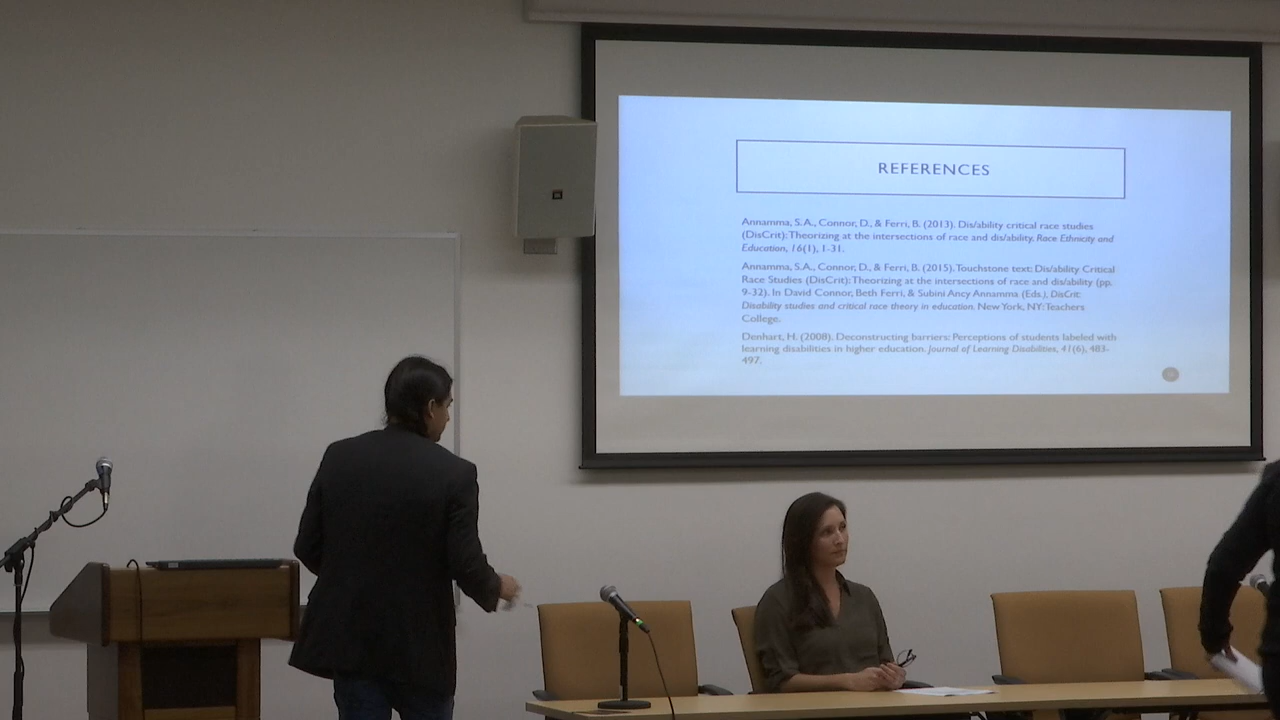 REFERENCES
Annamma, S.A., Connor, D., & Ferri, B. (2013). Dis/ability critical race studies
(DisCrit): Theorizing at the intersections of race and dis/ability. Race Ethnicity and
Education, 16(1), 1-31.
Annamma, S.A., Connor, D., & Ferri, B. (2015). Touchstone text: Dis/ability Critical
Race Studies (DisCrit): Theorizing at the intersections of race and dis/ability (pp.
9-32). In David Connor, Beth Ferri, & Subini Ancy Annamma (Eds.), DisCrit:
Disability studies and critical race theory in education. New York, NY: Teachers
College.
Denhart, H. (2008). Deconstructing barriers: Perceptions of students labeled with
learning disabilities in higher education. Journal of Learning Disabilities, 41(6), 483-
497.